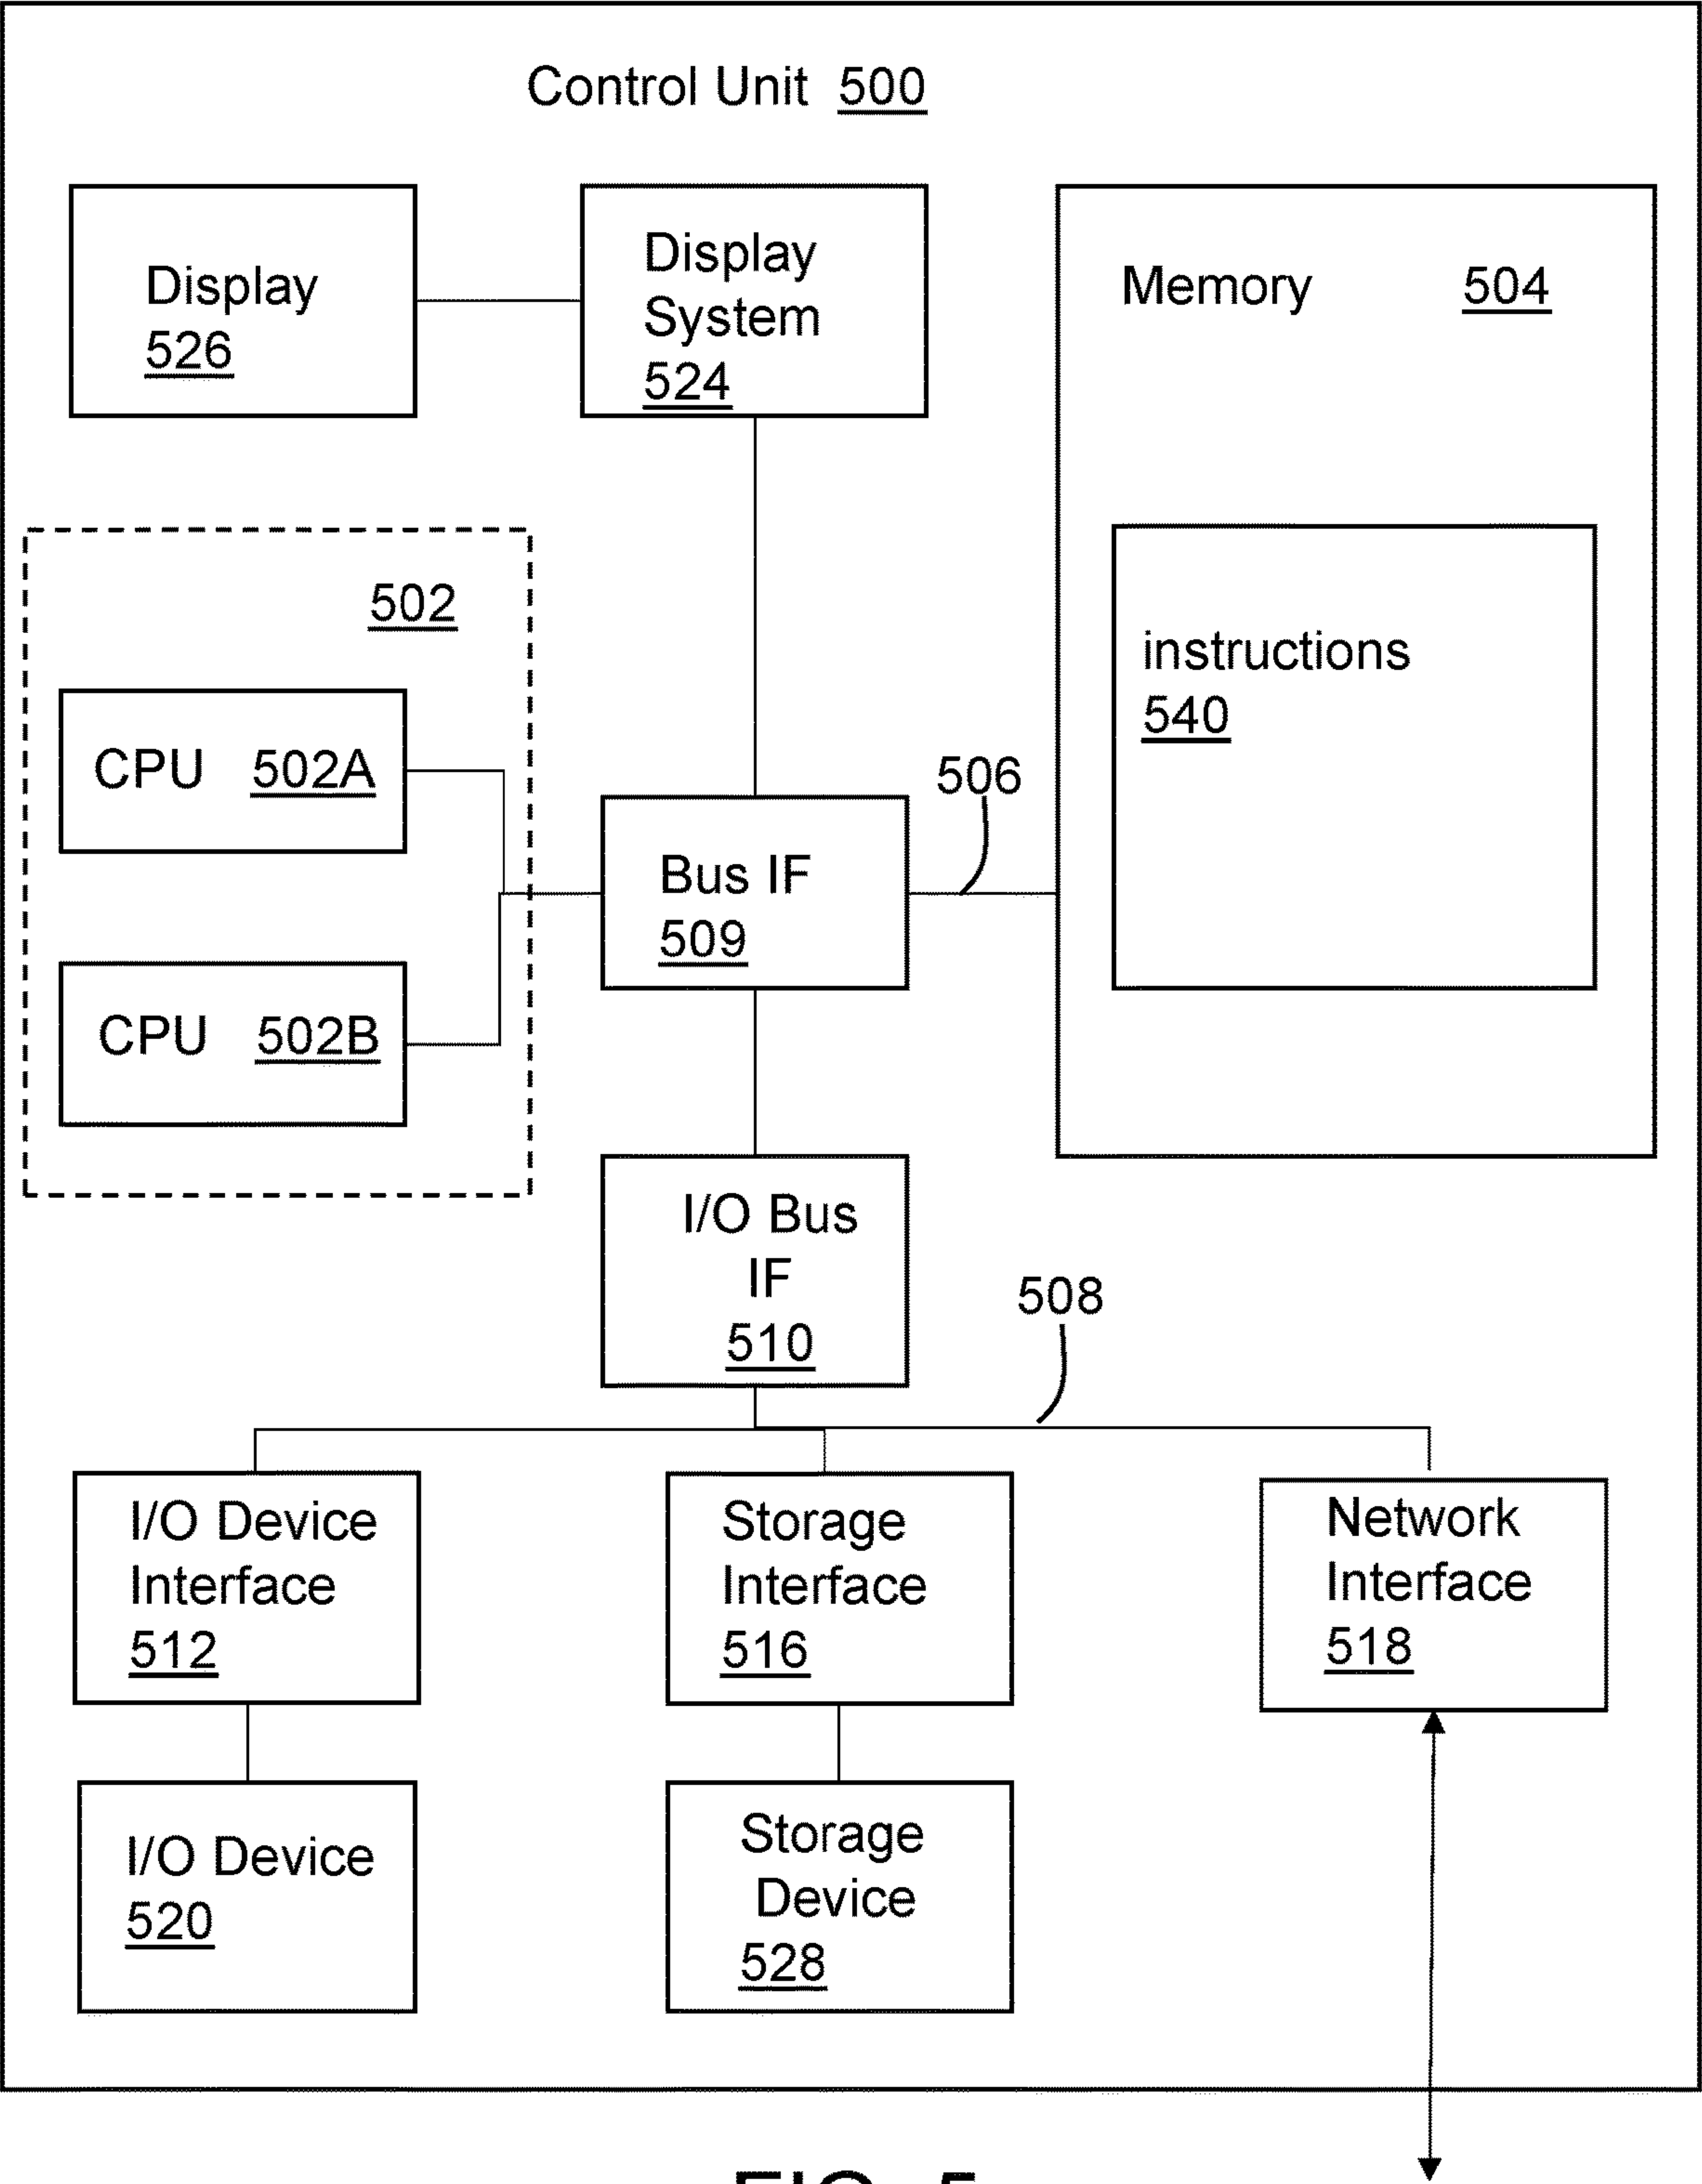 Control Unit 500
Display
526
Display
System
524
Memory 504
502
instructions
540
CPU 502A
506
Bus IF
509
CPU 502B
I/O Bus
IF
510
508
I/O Device
Interface
512
Storage
Interface
516
Network
Interface
518
I/O Device
520
Storage
Device
528